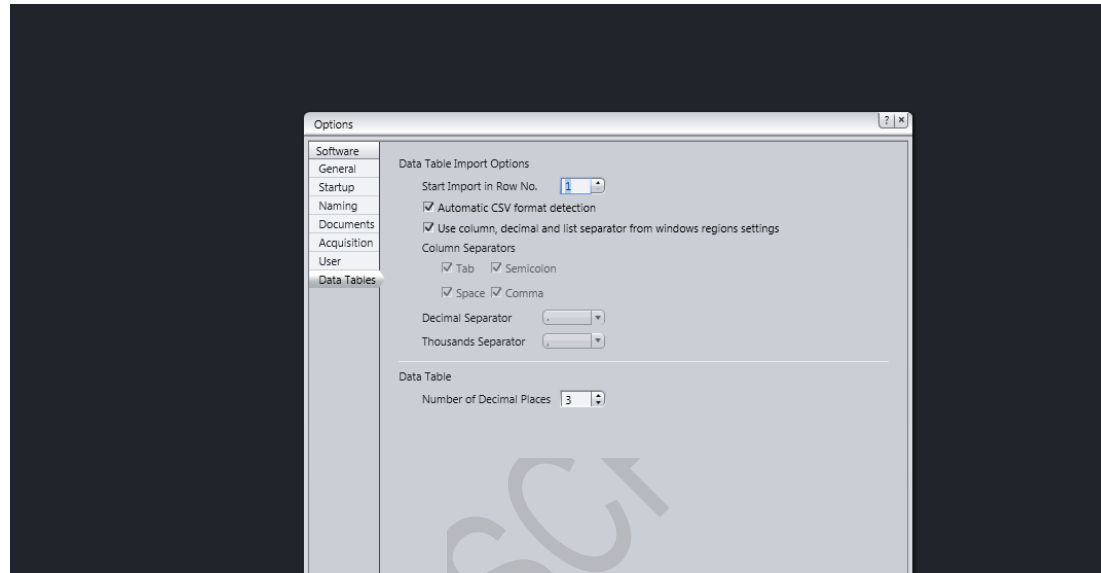 Options
? ×
Software
General
Startup
Naming
Documents
Acquisition
User
Data Tables
Data Table Import Options
Start Import in Row No. 1
Automatic CSV format detection
Use column, decimal and list separator from windows regions settings
Column Separators
Tab Semicolon
Space Comma
Decimal Separator .
Thousands Separator ,
Data Table
Number of Decimal Places 3